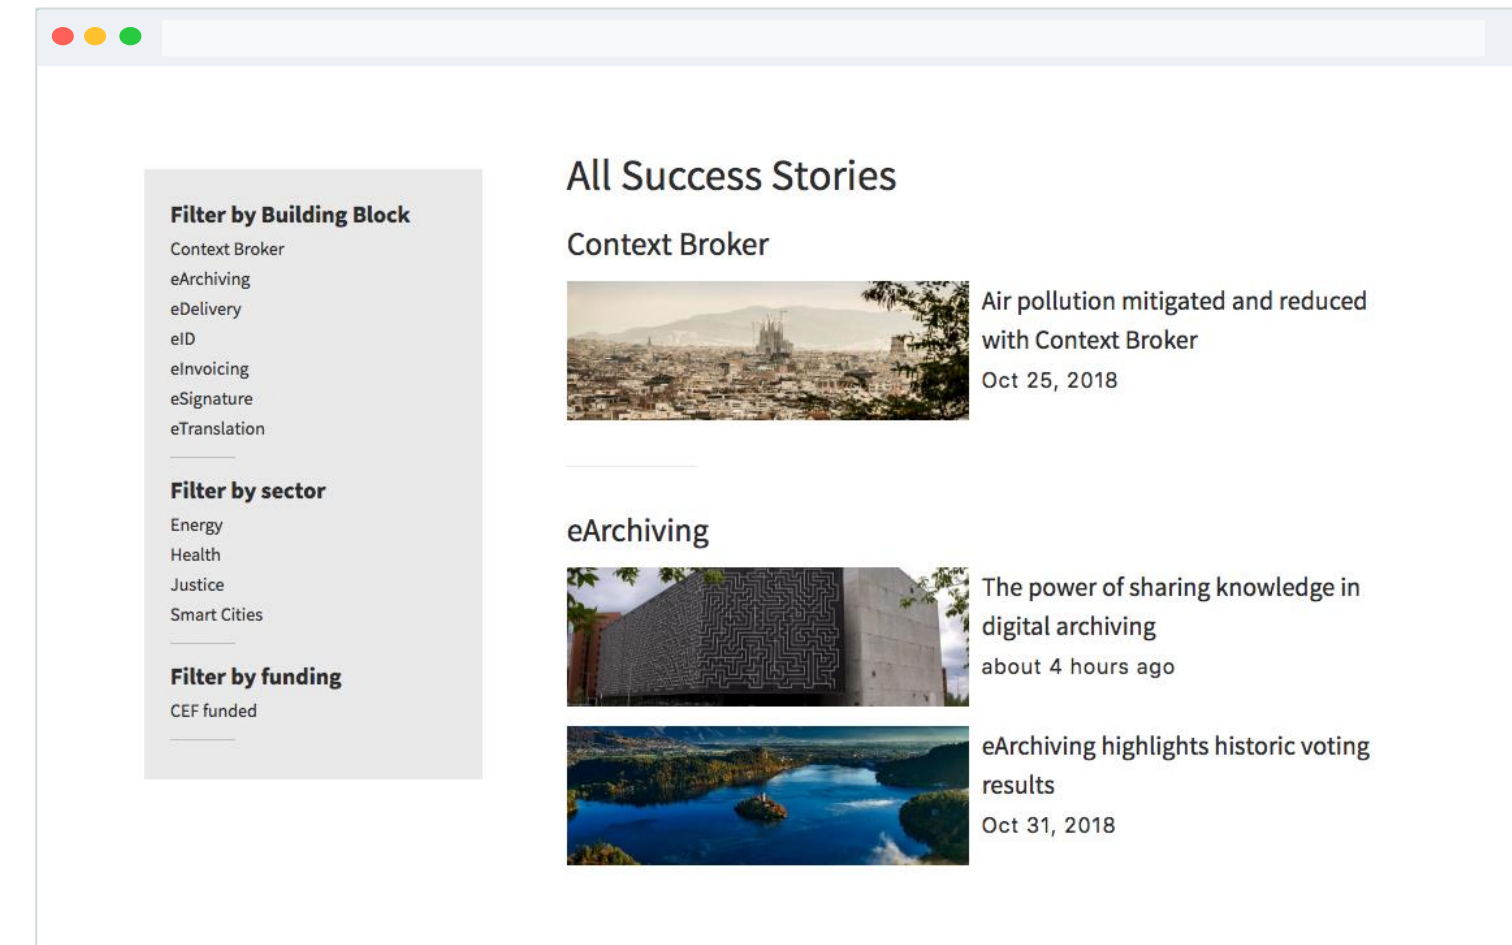 Filter by Building Block
Context Broker
eArchiving
eDelivery
eID
eInvoicing
eSignature
eTranslation
Filter by sector
Energy
Health
Justice
Smart Cities
Filter by funding
CEF funded
All Success Stories
Context Broker
Air pollution mitigated and reduced
with Context Broker
Oct 25, 2018
eArchiving
The power of sharing knowledge in
digital archiving
about 4 hours ago
eArchiving highlights historic voting
results
Oct 31, 2018